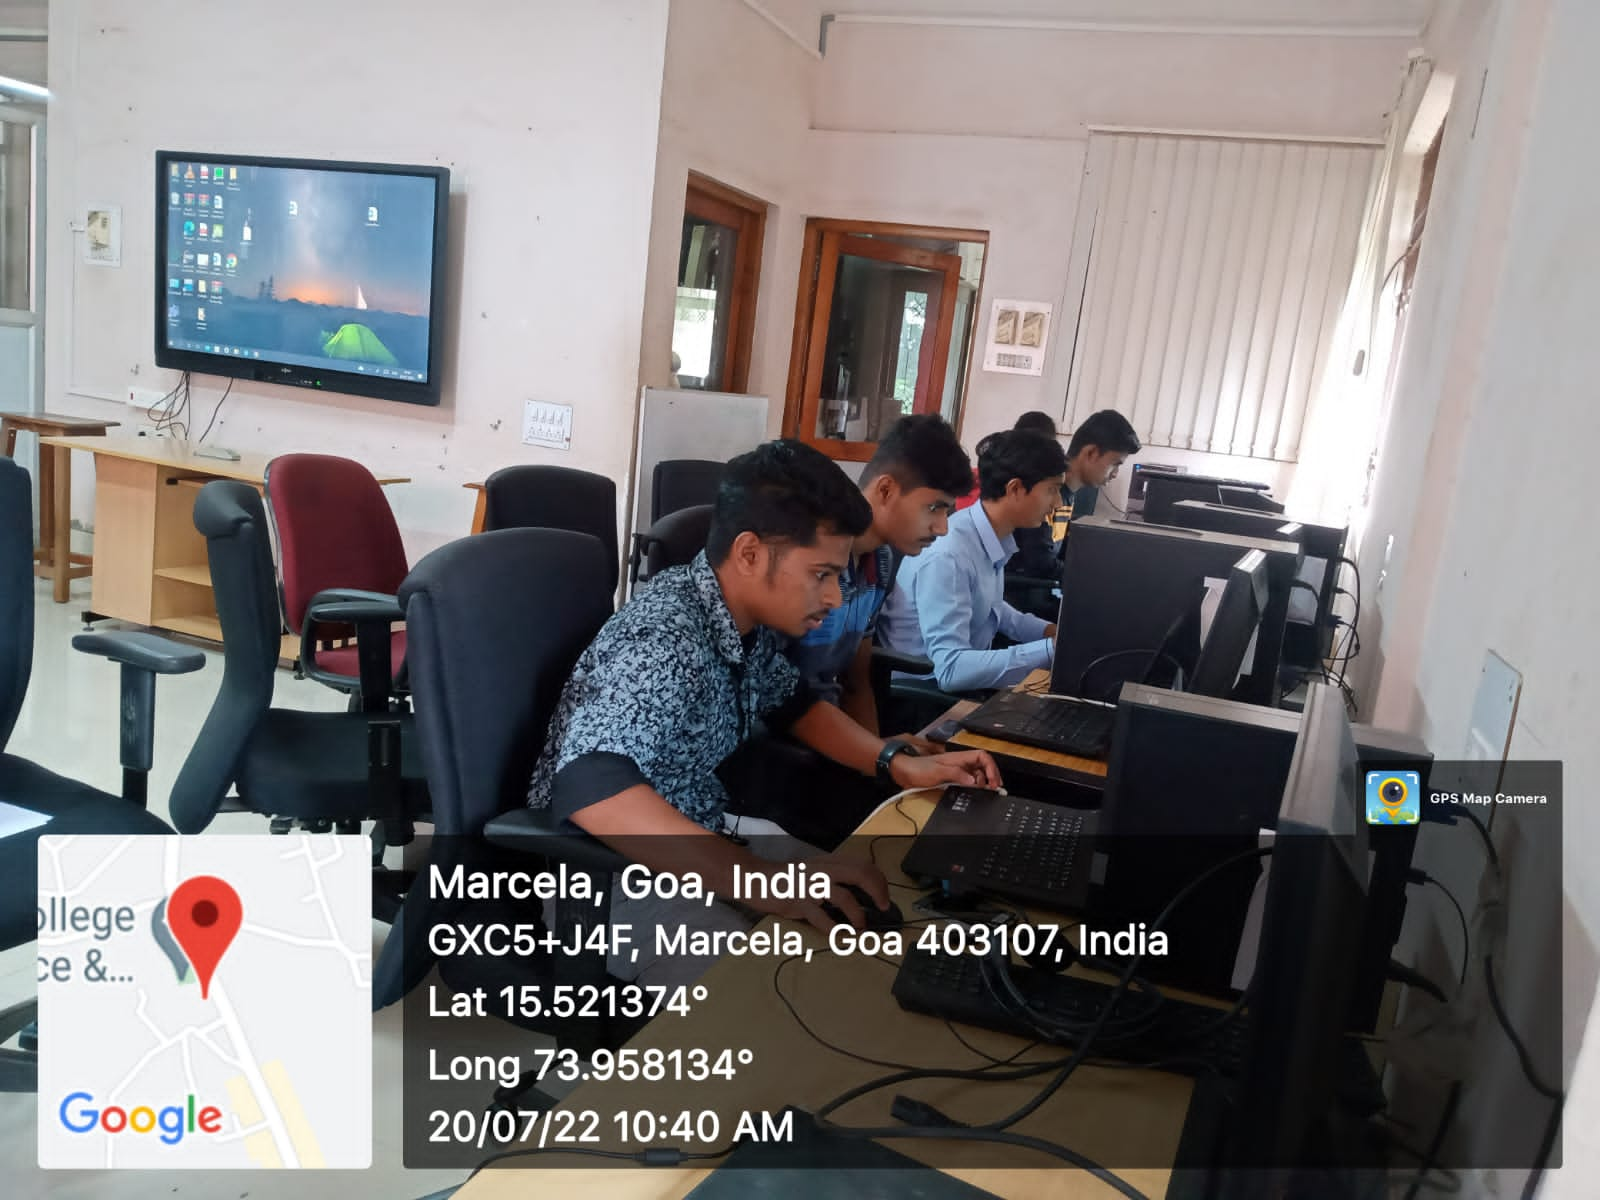 GPS Map Camera
Marcela, Goa, India
GXC5+J4F, Marcela, Goa 403107, India
Lat 15.521374°
Long 73.958134°
20/07/22 10:40 AM
ollege
ce &...
Google